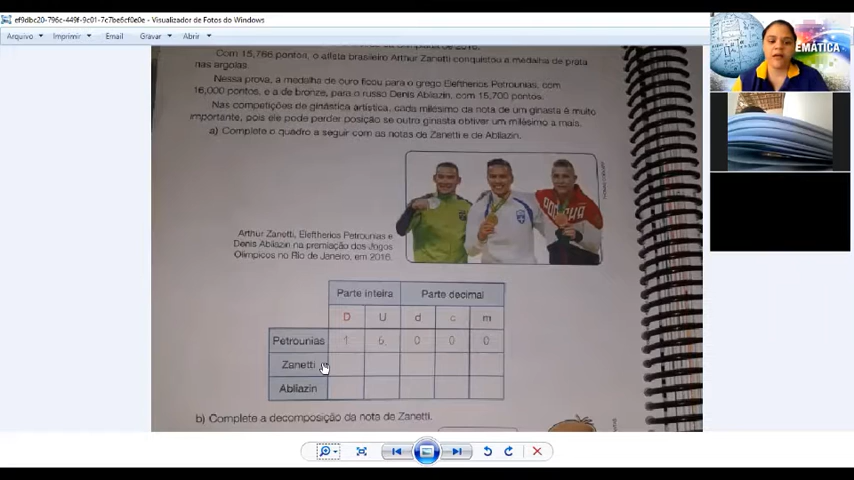 ef9dbc20-796c-449f-9c01-7c7be6cf0e0e - Visualizador de Fotos do Windows
Arquivo Imprimir Email Gravar Abrir
Com 15,766 pontos, o atleta brasileiro Arthur Zanetti conquistou a medalha de prata
nas argolas.
Nessa prova, a medalha de ouro ficou para o grego Eleftherios Petrounias, com
16,000 pontos, e a de bronze, para o russo Denis Abliazin, com 15,700 pontos.
Nas competições de ginástica artística, cada milésimo da nota de um ginasta é muito
importante, pois ele pode perder posição se outro ginasta obtiver um milésimo a mais.
a) Complete o quadro a seguir com as notas de Zanetti e de Abliazin.
Arthur Zanetti, Eleftherios Petrounias e
Denis Abliazin na premiação dos Jogos
Olímpicos no Rio de Janeiro, em 2016.
Parte inteira Parte decimal
D U d c m
Petrounias 1 6, 0 0 0
Zanetti
Abliazin
b) Complete a decomposição da nota de Zanetti.
EMÁTICA